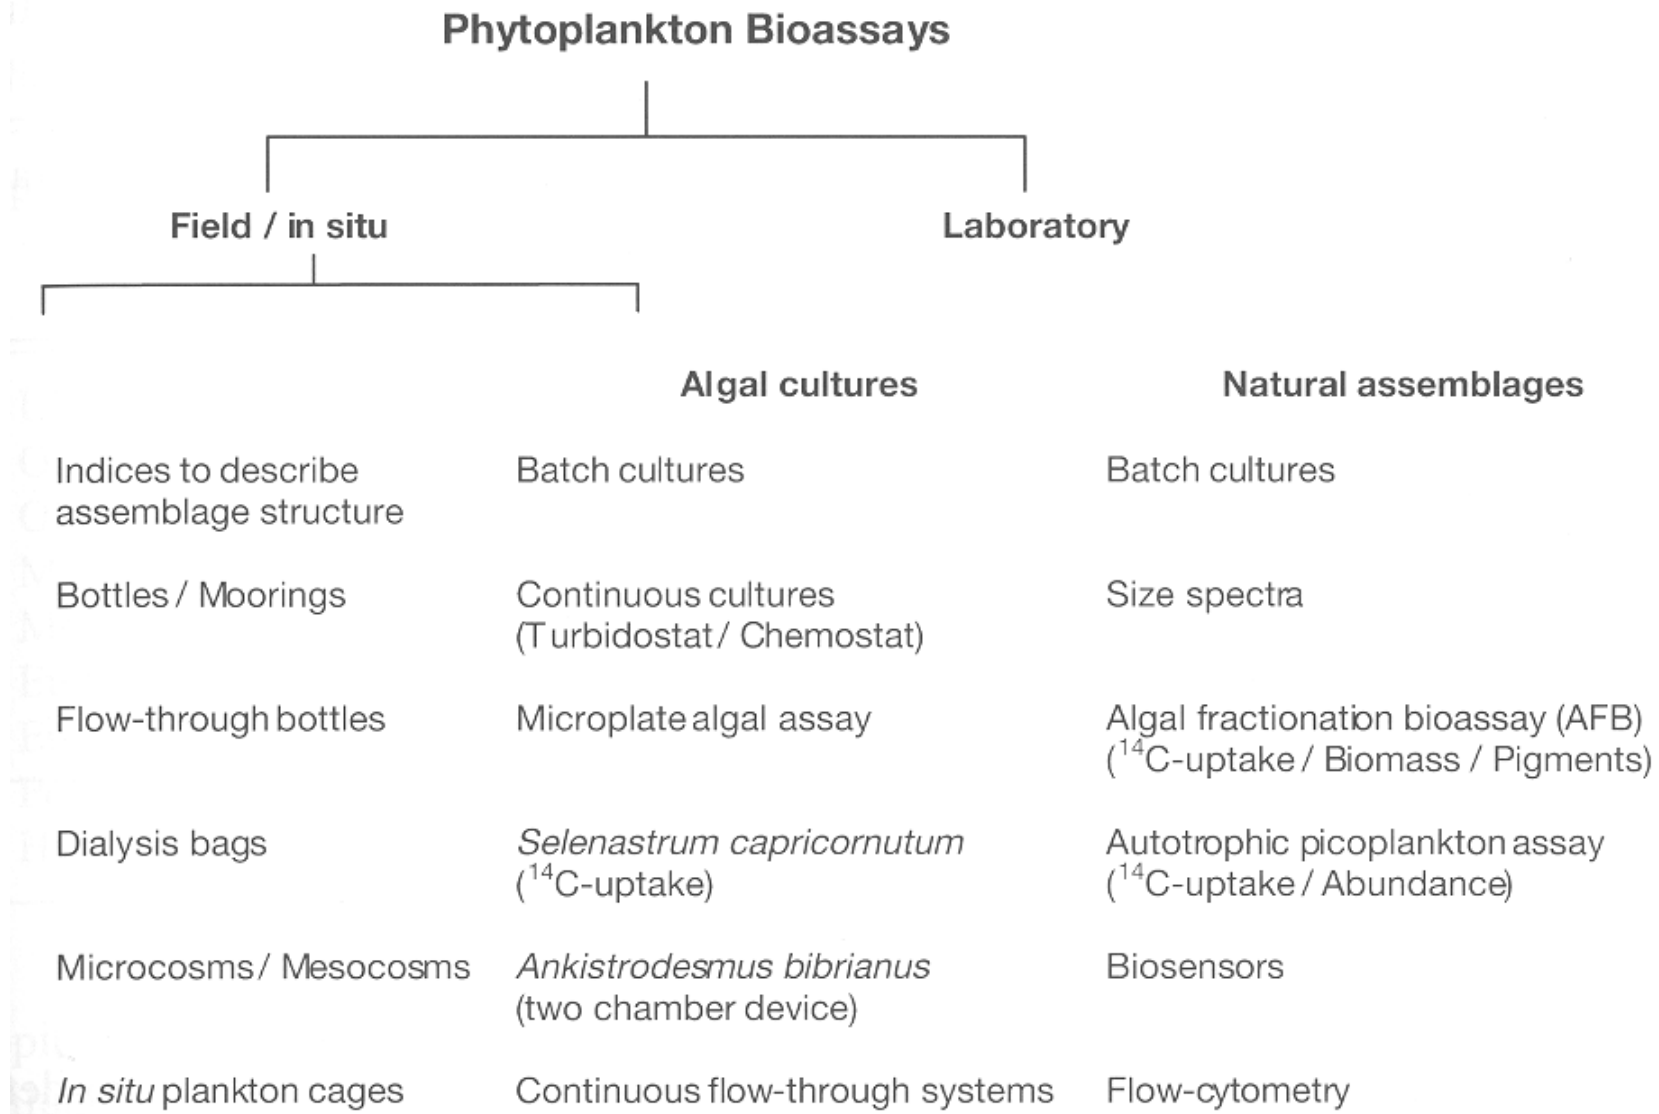 Phytoplankton Bioassays
Field / in situ
Laboratory
Algal cultures
Natural assemblages
Indices to describe
assemblage structure
Batch cultures
Batch cultures
Bottles / Moorings
Continuous cultures
(Turbidostat / Chemostat)
Size spectra
Flow-through bottles
Microplate algal assay
Algal fractionation bioassay (AFB)
(¹⁴C-uptake / Biomass / Pigments)
Dialysis bags
Selenastrum capricornutum
(¹⁴C-uptake)
Autotrophic picoplankton assay
(¹⁴C-uptake / Abundance)
Microcosms / Mesocosms
Ankistrodesmus bibrianus
(two chamber device)
Biosensors
In situ plankton cages
Continuous flow-through systems
Flow-cytometry